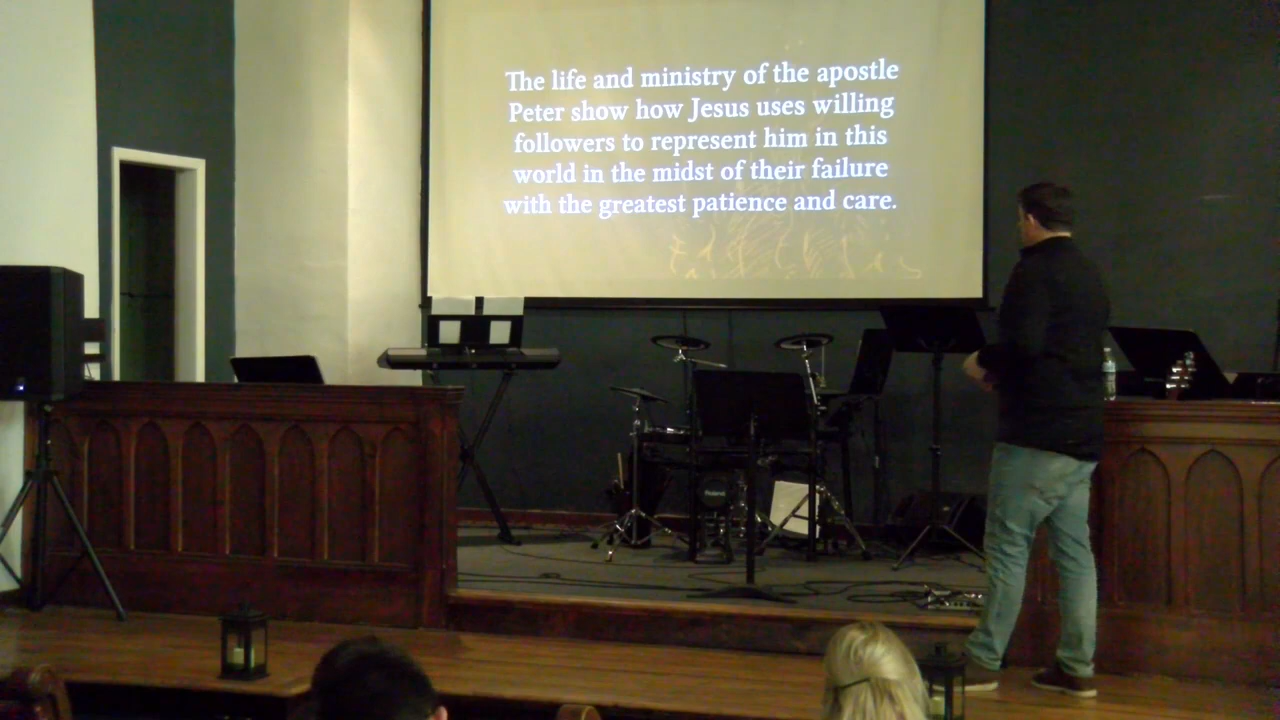 The life and ministry of the apostle
Peter show how Jesus uses willing
followers to represent him in this
world in the midst of their failure
with the greatest patience and care.
Roland